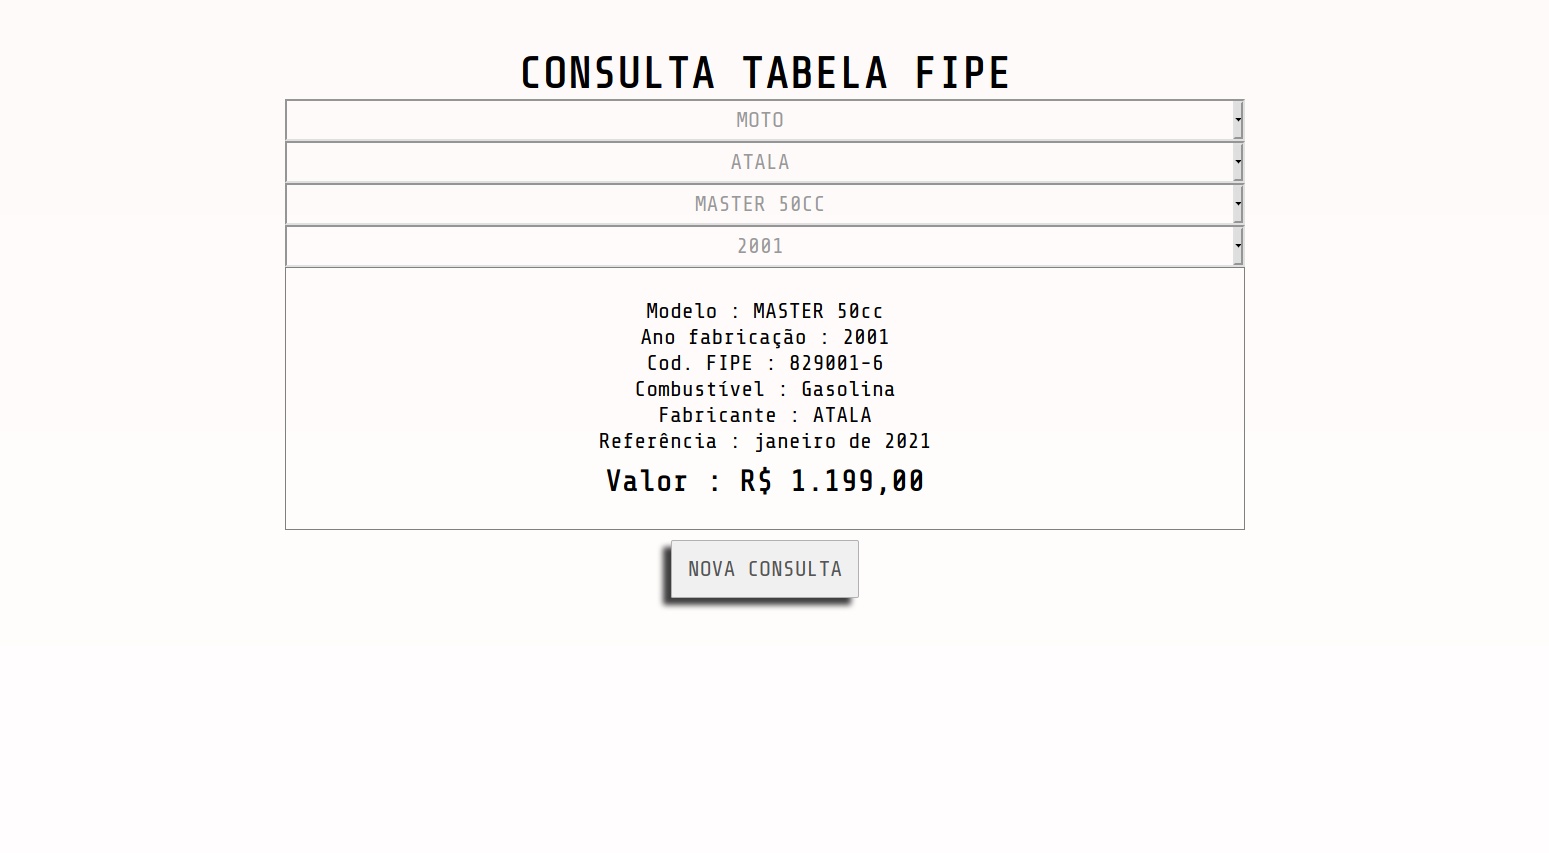 CONSULTA TABELA FIPE
MOTO
ATALA
MASTER 50CC
2001
Modelo : MASTER 50cc
Ano fabricação : 2001
Cod. FIPE : 829001-6
Combustível : Gasolina
Fabricante : ATALA
Referência : janeiro de 2021
Valor : R$ 1.199,00
NOVA CONSULTA